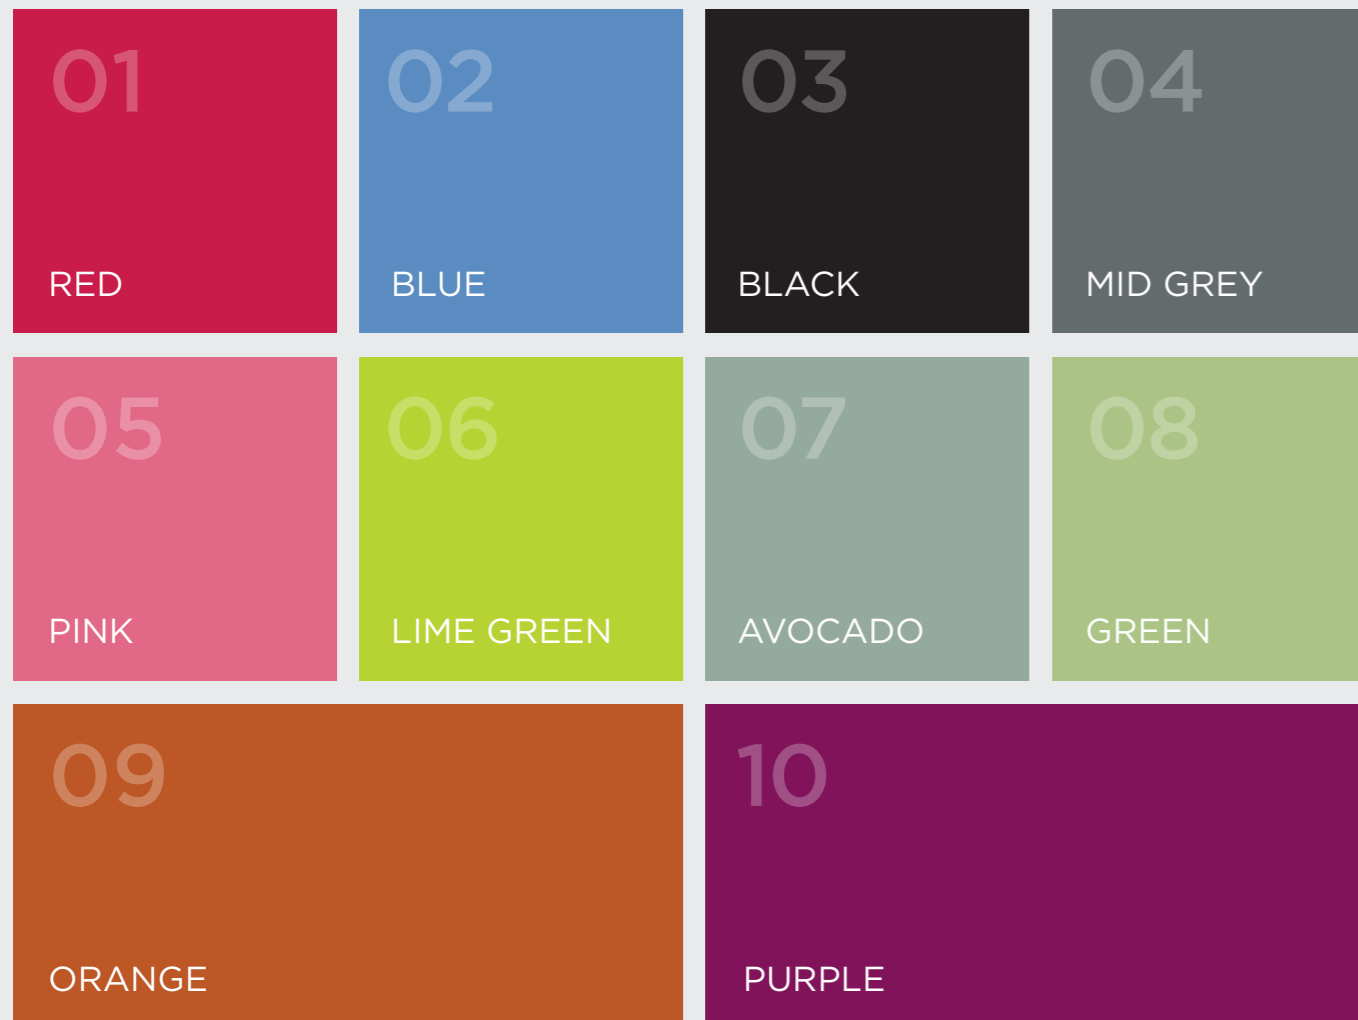 01
RED
02
BLUE
03
BLACK
04
MID GREY
05
PINK
06
LIME GREEN
07
AVOCADO
08
GREEN
09
ORANGE
10
PURPLE